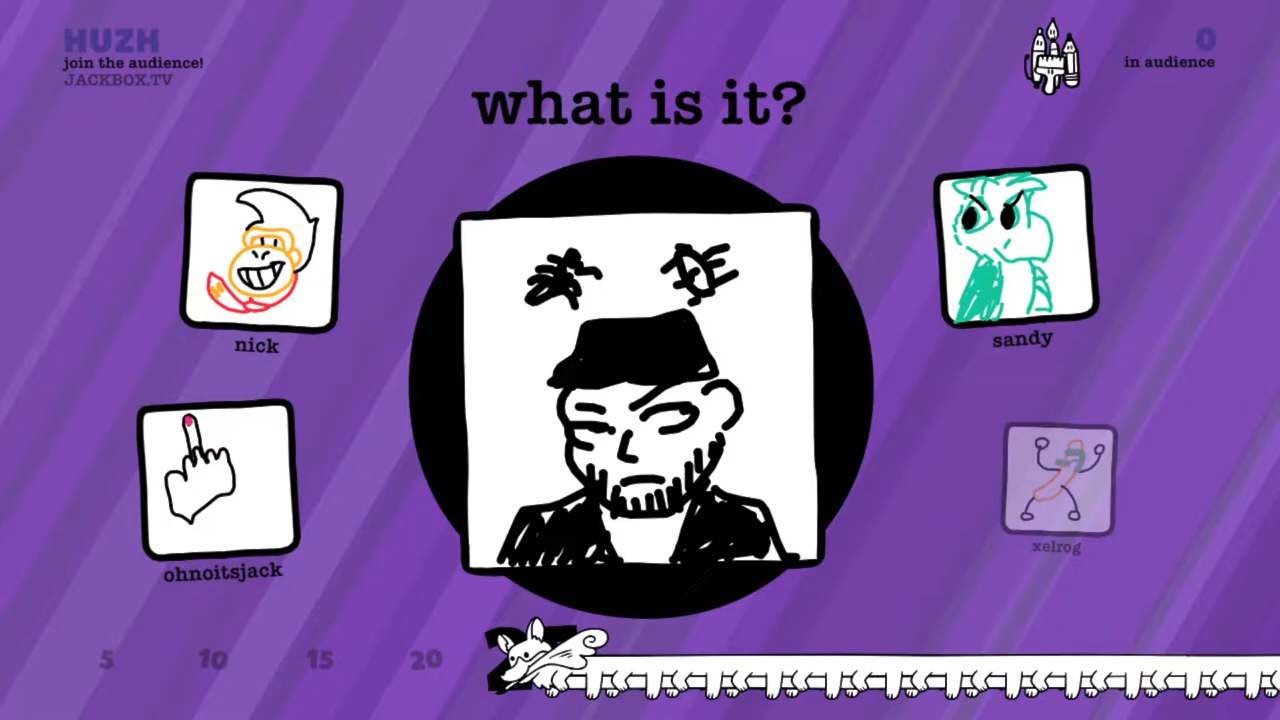 HUZH
join the audience!
JACKBOX.TV
0
in audience
what is it?
nick
sandy
ohnoitsjack
xelrog
5 10 15 20